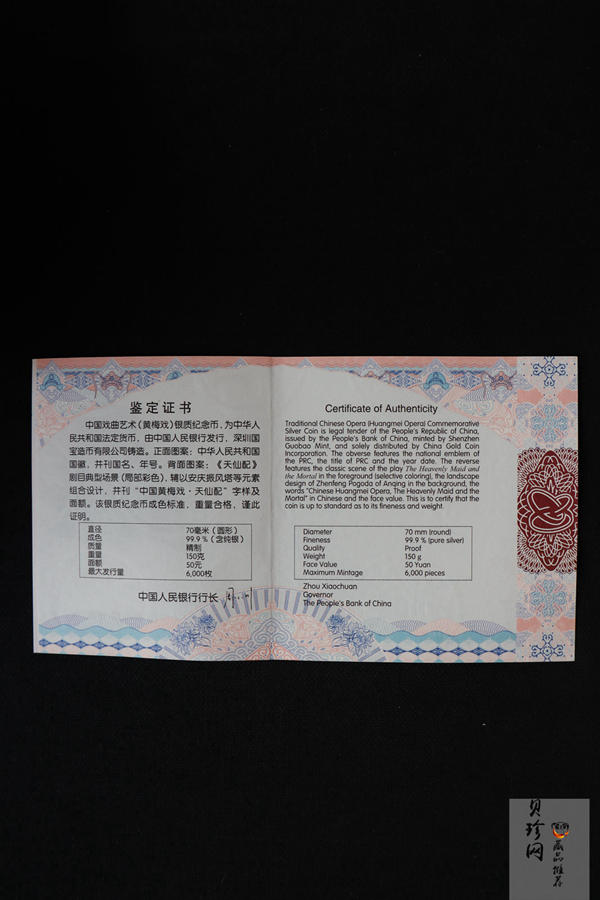 鉴定证书
中国戏曲艺术（黄梅戏）银质纪念币，为中华人
民共和国法定货币，由中国人民银行发行，深圳国
宝造币有限公司铸造。正面图案：中华人民共和国
国徽，并刊国名、年号。背面图案：《天仙配》
剧目典型场景（局部彩色），辅以安庆振风塔等元素
组合设计，并刊“中国黄梅戏·天仙配”字样及
面额。该银质纪念币成色标准，重量合格，谨此
证明。
直径 70毫米（圆形）
成色 99.9％（含纯银）
质量 精制
重量 150克
面额 50元
最大发行量 6,000枚
中国人民银行行长
Certificate of Authenticity
Traditional Chinese Opera (Huangmei Opera) Commemorative
Silver Coin is legal tender of the People's Republic of China,
issued by the People's Bank of China, minted by Shenzhen
Guobao Mint, and solely distributed by China Gold Coin
Incorporation. The obverse features the national emblem of
the PRC, the title of PRC and the year date. The reverse
features the classic scene of the play The Heavenly Maid and
the Mortal in the foreground (selective coloring), the landscape
design of Zhenfeng Pagoda of Anqing in the background, the
words "Chinese Huangmei Opera, The Heavenly Maid and the
Mortal" in Chinese and the face value. This is to certify that the
coin is up to standard as to its fineness and weight.
Diameter 70 mm (round)
Fineness 99.9 % (pure silver)
Quality Proof
Weight 150 g
Face Value 50 Yuan
Maximum Mintage 6,000 pieces
Zhou Xiaochuan
Governor
The People's Bank of China
贝珍网
藏品推荐